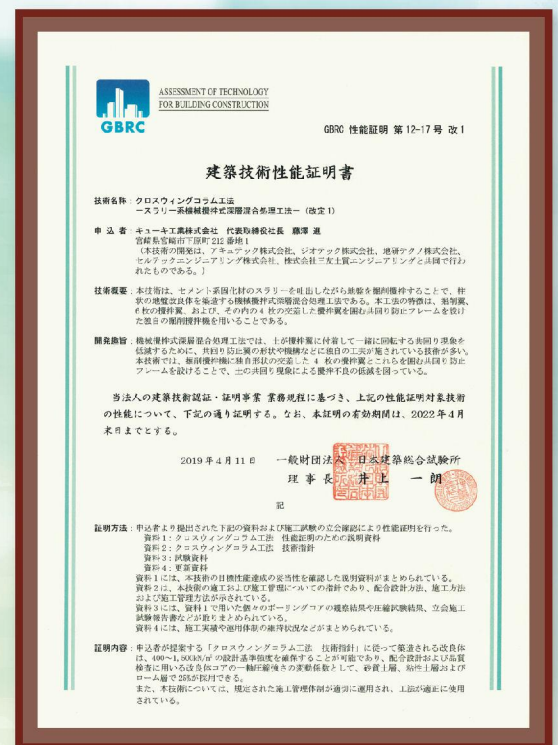 ASSESSMENT OF TECHNOLOGY
FOR BUILDING CONSTRUCTION
GBRC
GBRC 性能証明 第12-17号 改1
建築技術性能証明書
技術名称：クロスウィングコラム工法
－スラリー系機械攪拌式深層混合処理工法－（改定1）
申 込 者：キューキ工業株式会社 代表取締役社長 藤澤 進
宮崎県宮崎市下原町212番地1
（本技術の開発は、アキュテック株式会社、ジオテック株式会社、地研テクノ株式会社、
セルテックエンジニアリング株式会社、株式会社三友土質エンジニアリングと共同で行わ
れたものである。）
技術概要：本技術は、セメント系固化材のスラリーを吐出しながら地盤を掘削攪拌することで、柱
状の地盤改良体を築造する機械攪拌式深層混合処理工法である。本工法の特徴は、掘削翼、
6枚の攪拌翼、および、その内の4枚の交差した攪拌翼を囲む共回り防止フレームを設け
た独自の掘削攪拌機を用いることである。
開発趣旨：機械攪拌式深層混合処理工法では、土が攪拌翼に付着して一緒に回転する共回り現象を
低減するために、共回り防止翼の形状や機構などに独自の工夫が施されている技術が多い。
本技術では、掘削攪拌機に独自形状の交差した 4 枚の攪拌翼とこれらを囲む共回り防止
フレームを設けることで、土の共回り現象による攪拌不良の低減を図っている。
当法人の建築技術認証・証明事業 業務規程に基づき、上記の性能証明対象技術
の性能について、下記の通り証明する。なお、本証明の有効期間は、2022年4月
末日までとする。
2019年4月11日 一般財団法人 日本建築総合試験所
理 事 長 井 上 一 朗
記
証明方法：申込者より提出された下記の資料および施工試験の立会確認により性能証明を行った。
資料1：クロスウィングコラム工法 性能証明のための説明資料
資料2：クロスウィングコラム工法 技術指針
資料3：試験資料
資料4：更新資料
資料1には、本技術の目標性能達成の妥当性を確認した説明資料がまとめられている。
資料2は、本技術の施工および施工管理についての指針であり、配合設計方法、施工方法
および施工管理方法が示されている。
資料3には、資料1で用いた個々のボーリングコアの観察結果や圧縮試験結果、立会施工
試験報告書などが取りまとめられている。
資料4には、施工実績や運用体制の維持状況などがまとめられている。
証明内容：申込者が提案する「クロスウィングコラム工法 技術指針」に従って築造される改良体
は、400～1,500kN/m²の設計基準強度を確保することが可能であり、配合設計および品質
検査に用いる改良体コアの一軸圧縮強さの変動係数として、砂質土層、粘性土層および
ローム層で25%が採用できる。
また、本技術については、規定された施工管理体制が適切に運用され、工法が適正に使用
されている。